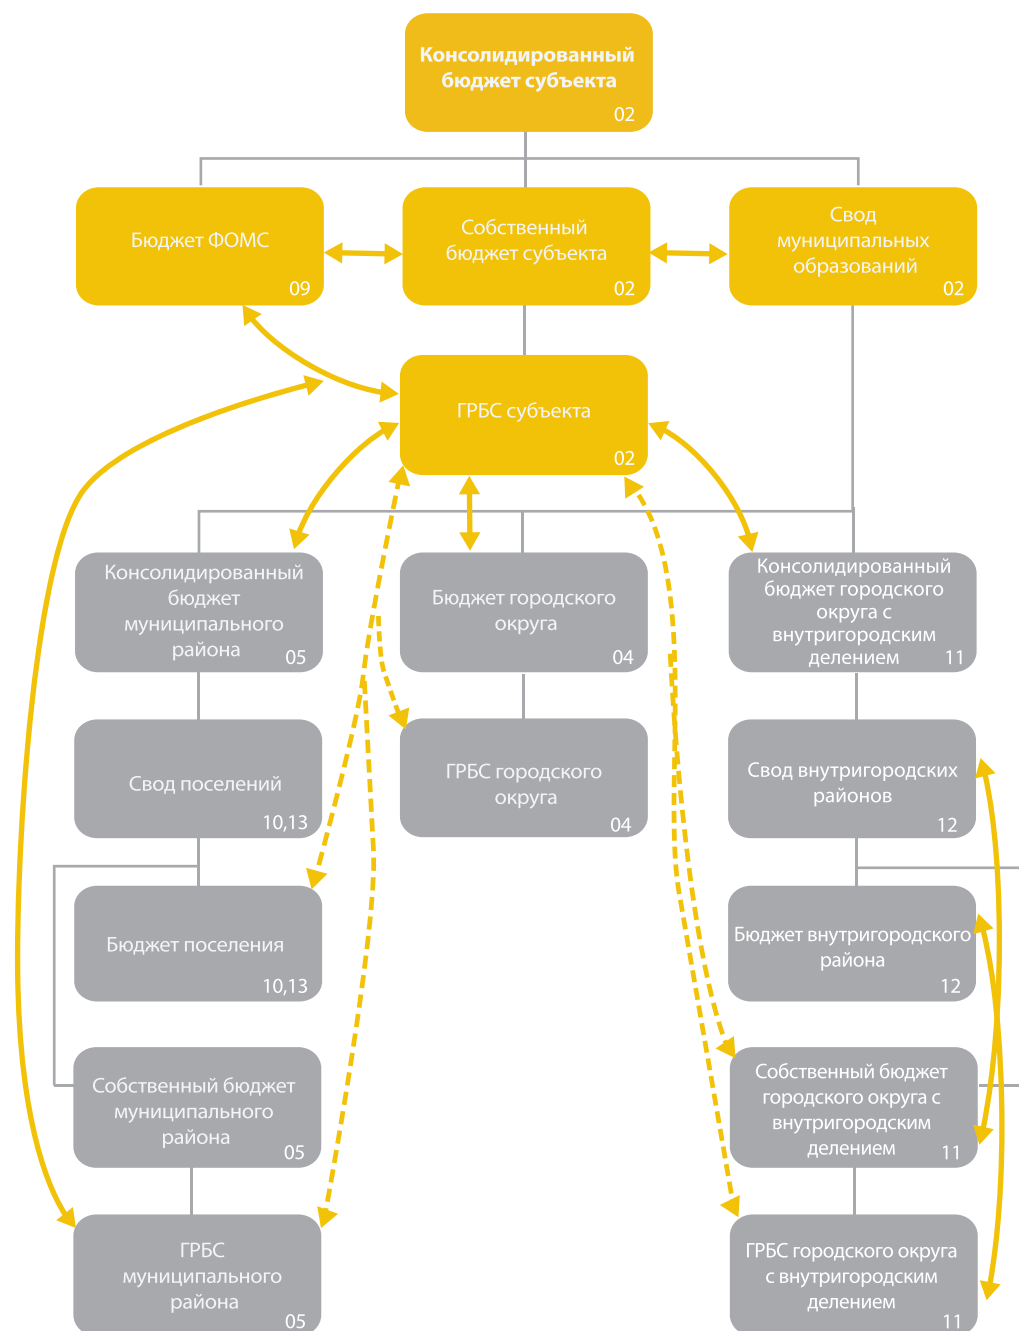 Консолидированный
бюджет субъекта
02
Бюджет ФОМС
09
Собственный
бюджет субъекта
02
Свод
муниципальных
образований
02
ГРБС субъекта
02
Консолидированный
бюджет
муниципального
района
05
Бюджет городского
округа
04
Консолидированный
бюджет городского
округа с
внутригородским
делением
11
Свод поселений
10,13
ГРБС городского
округа
04
Свод внутригородских
районов
12
Бюджет поселения
10,13
Бюджет внутригородского
района
12
Собственный бюджет
муниципального
района
05
Собственный бюджет
городского округа с
внутригородским
делением
11
ГРБС
муниципального
района
05
ГРБС городского округа
с внутригородским
делением
11